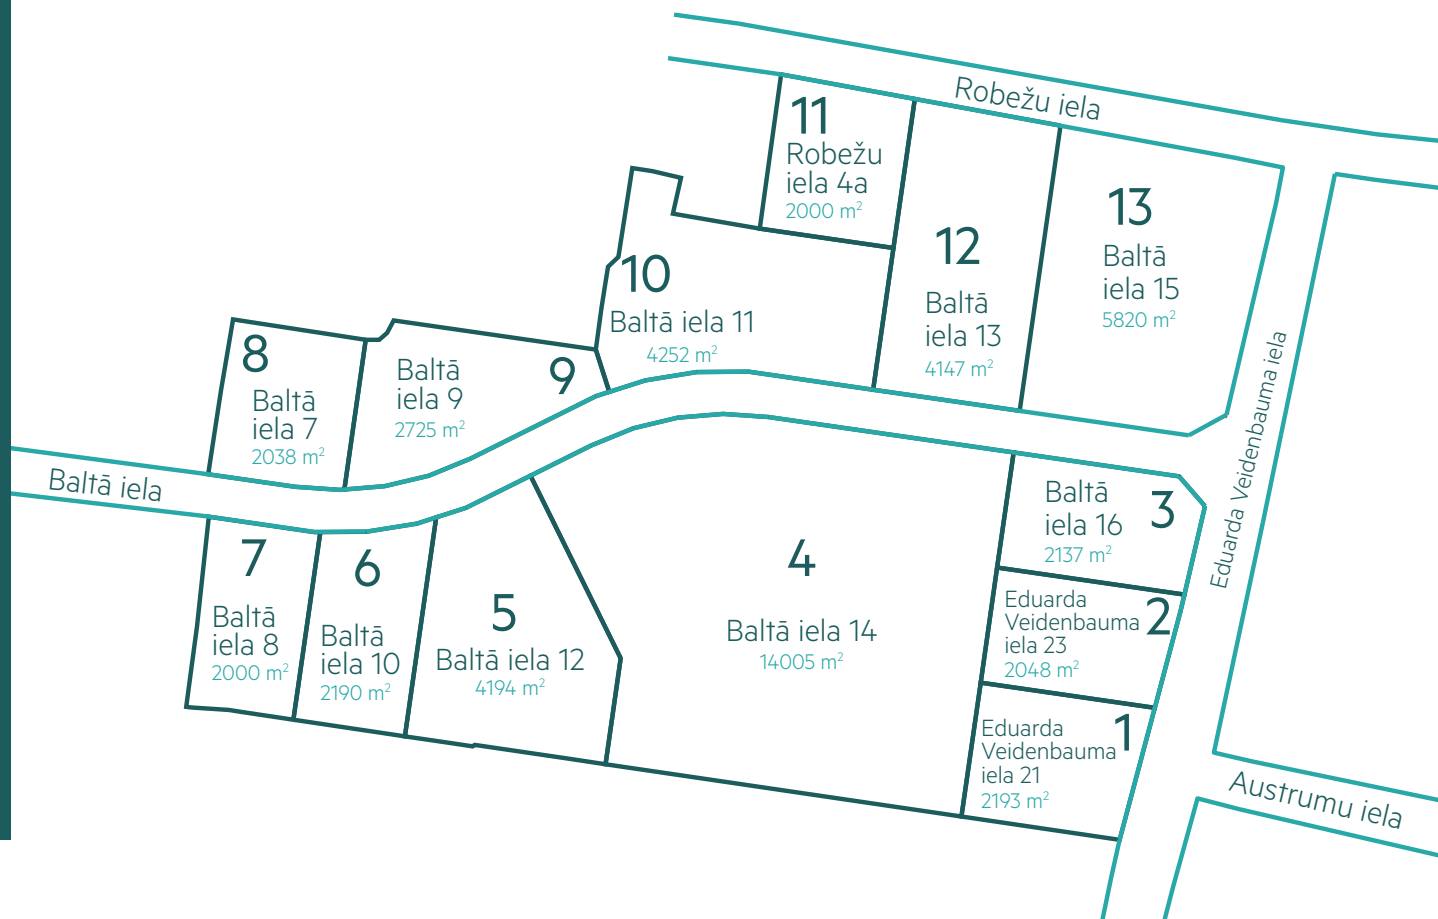 Robežu iela
11
Robežu
iela 4a
2000 m²
12
Baltā
iela 13
4147 m²
13
Baltā
iela 15
5820 m²
10
Baltā iela 11
4252 m²
8
Baltā
iela 7
2038 m²
9
Baltā
iela 9
2725 m²
Baltā iela
Eduarda Veidenbauma iela
7
Baltā
iela 8
2000 m²
6
Baltā
iela 10
2190 m²
5
Baltā iela 12
4194 m²
4
Baltā iela 14
14005 m²
3
Baltā
iela 16
2137 m²
2
Eduarda
Veidenbauma
iela 23
2048 m²
1
Eduarda
Veidenbauma
iela 21
2193 m²
Austrumu iela